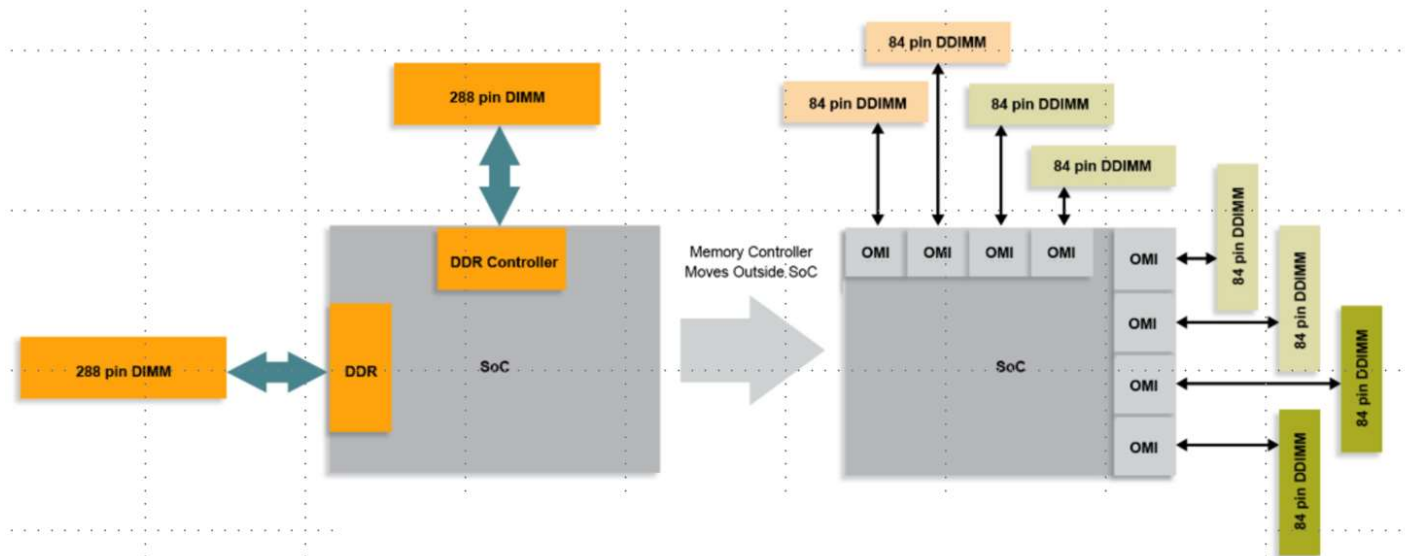 288 pin DIMM
DDR Controller
288 pin DIMM
DDR
SoC
Memory Controller
Moves Outside SoC
84 pin DDIMM
84 pin DDIMM
84 pin DDIMM
84 pin DDIMM
OMI
OMI
OMI
OMI
SoC
OMI
OMI
OMI
OMI
84 pin DDIMM
84 pin DDIMM
84 pin DDIMM
84 pin DDIMM